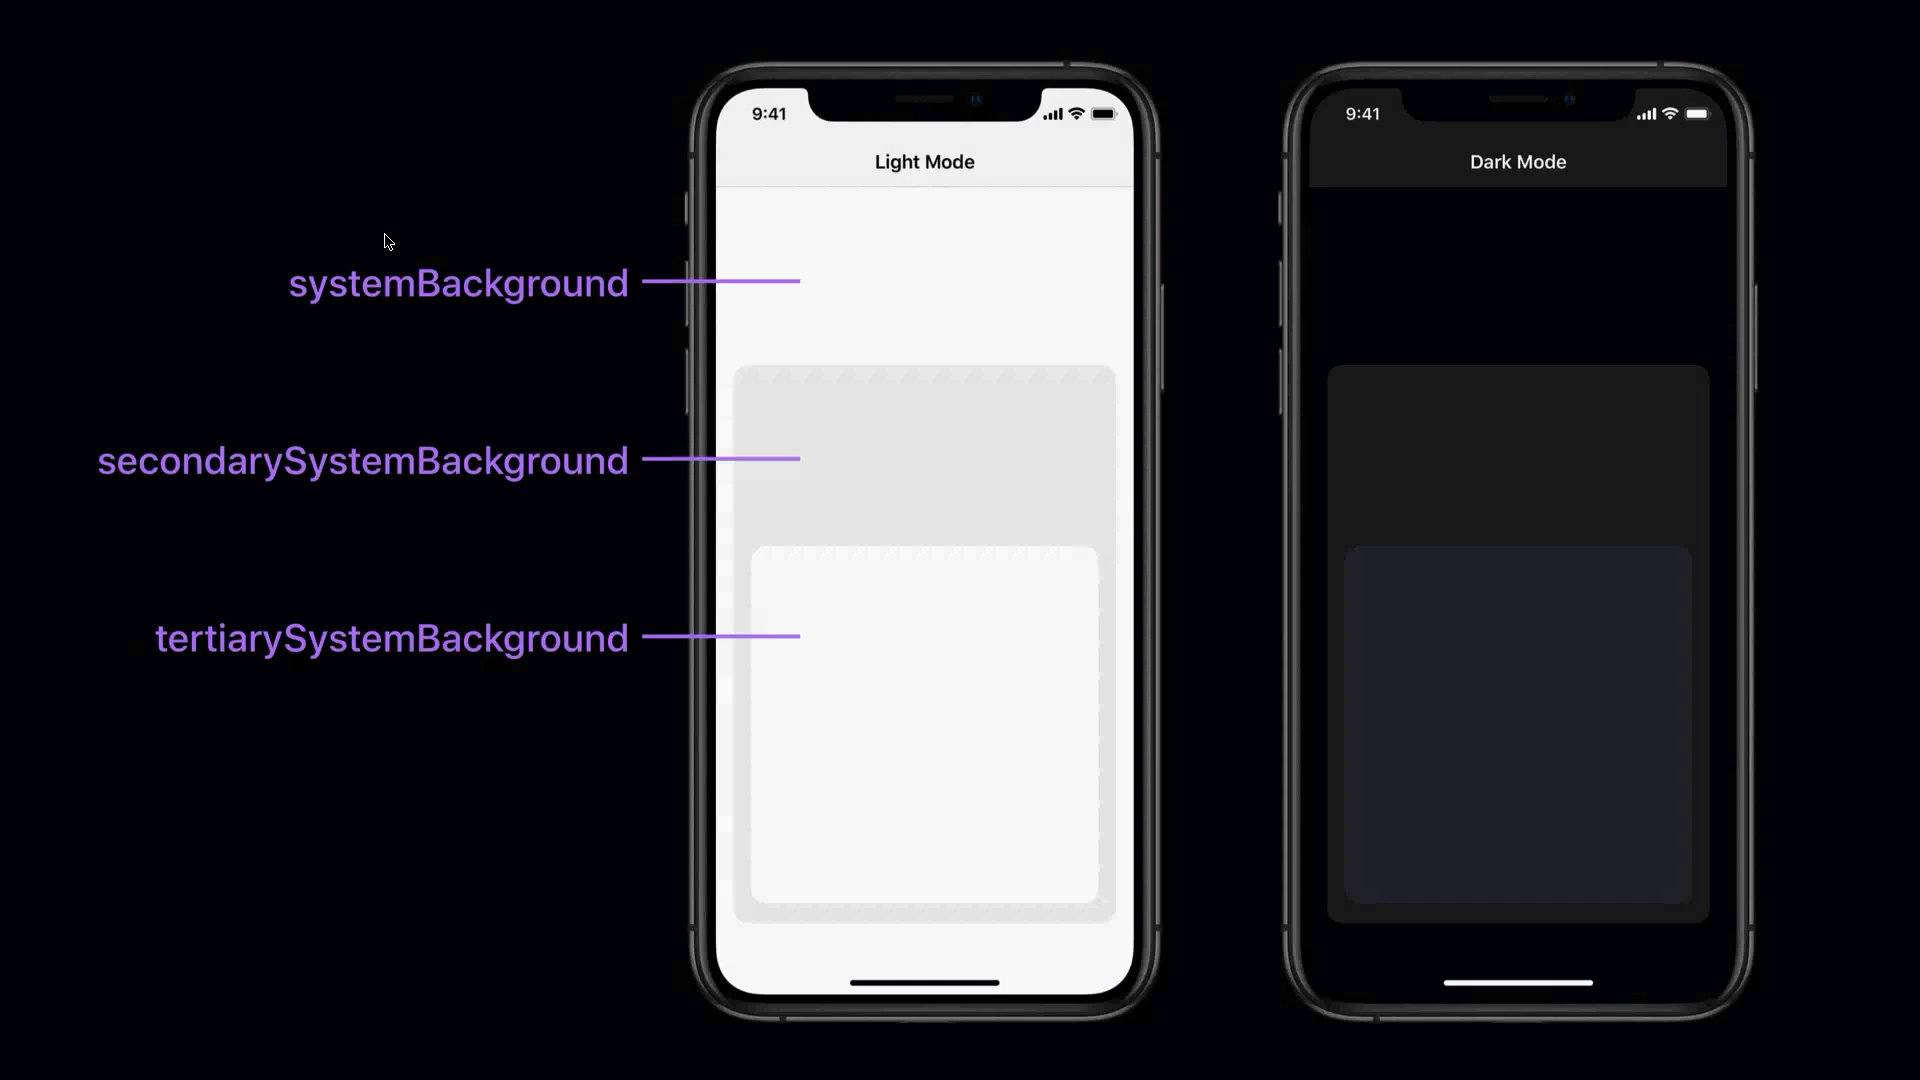 9:41
Light Mode
9:41
Dark Mode
systemBackground
secondarySystemBackground
tertiarySystemBackground